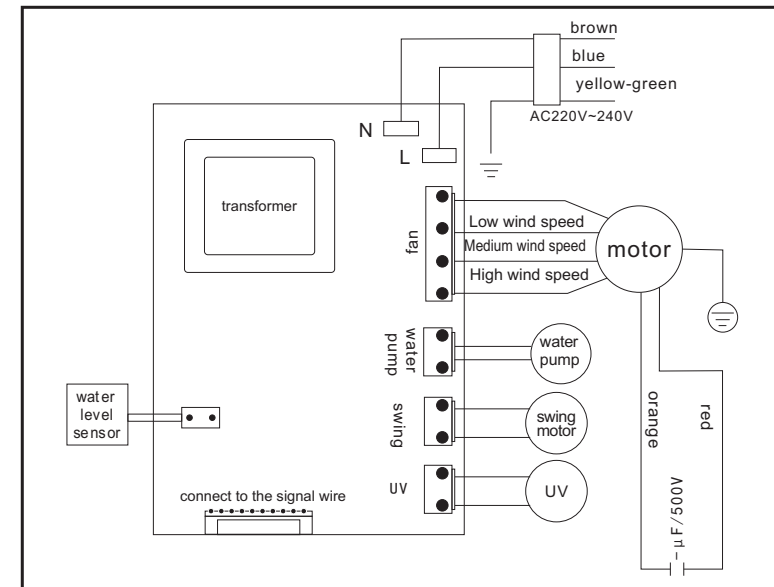 brown
blue
yellow-green
AC220V~240V
N
L
transformer
fan
Low wind speed
Medium wind speed
High wind speed
motor
water
pump
water
pump
water
level
sensor
swing
swing
motor
orange
red
UV
UV
connect to the signal wire
-μF/500V